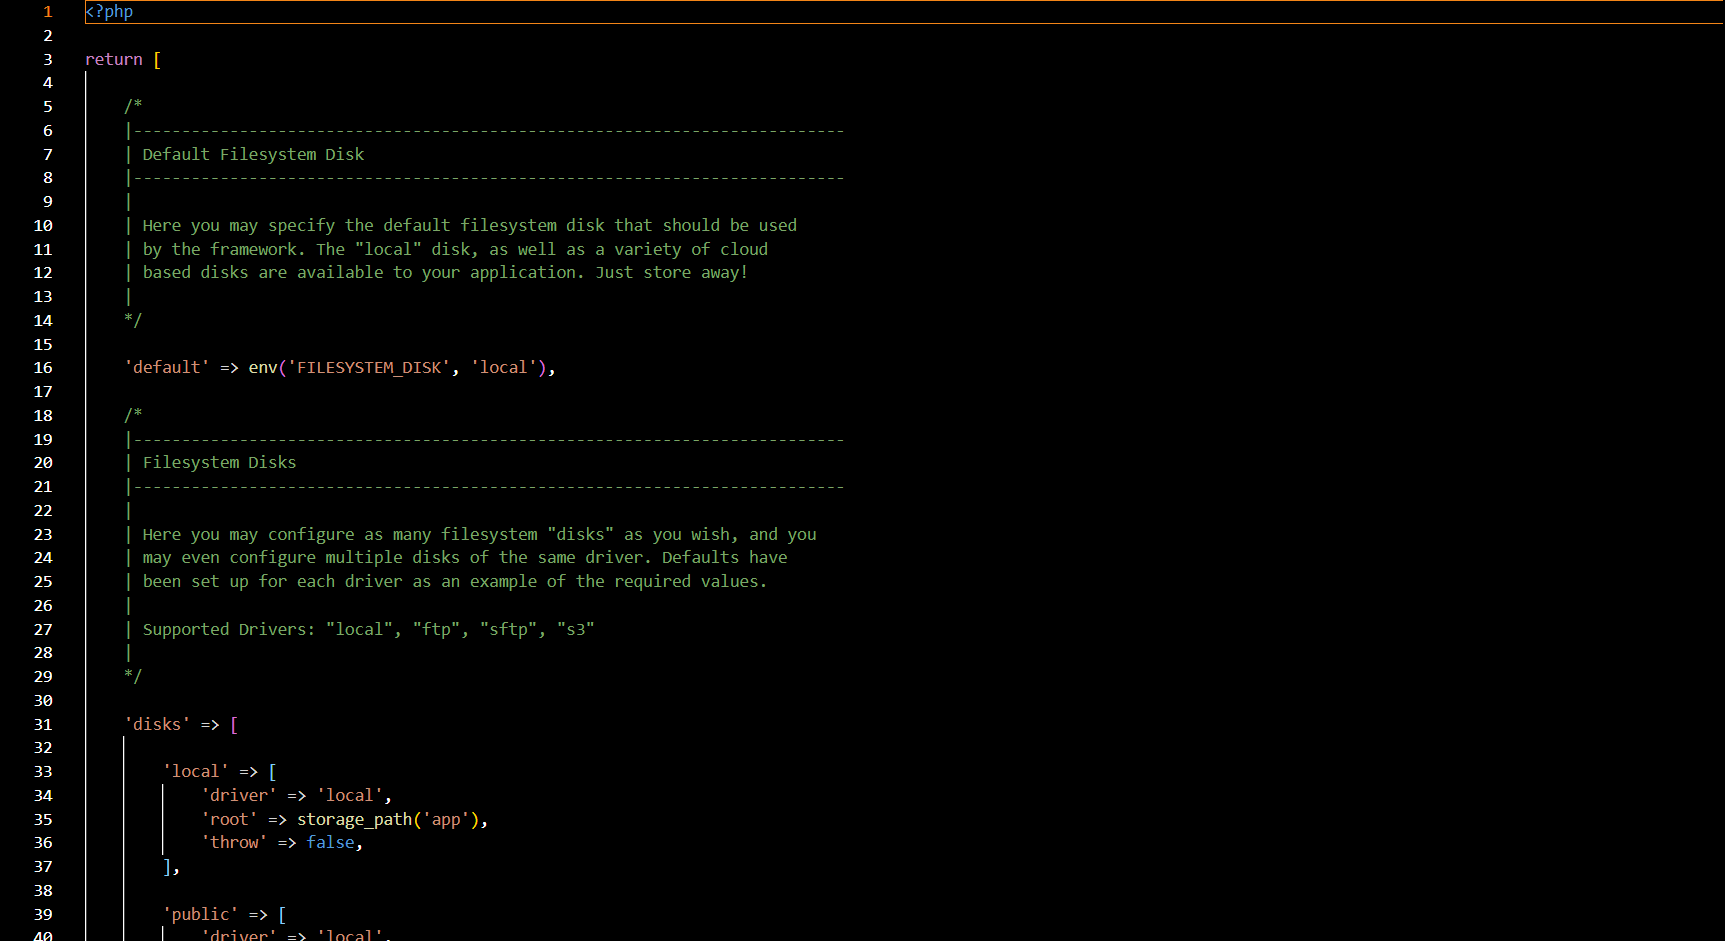 1 <?php
2
3 return [
4
5     /*
6     |--------------------------------------------------------------------------
7     | Default Filesystem Disk
8     |--------------------------------------------------------------------------
9     |
10     | Here you may specify the default filesystem disk that should be used
11     | by the framework. The "local" disk, as well as a variety of cloud
12     | based disks are available to your application. Just store away!
13     |
14     */
15
16     'default' => env('FILESYSTEM_DISK', 'local'),
17
18     /*
19     |--------------------------------------------------------------------------
20     | Filesystem Disks
21     |--------------------------------------------------------------------------
22     |
23     | Here you may configure as many filesystem "disks" as you wish, and you
24     | may even configure multiple disks of the same driver. Defaults have
25     | been set up for each driver as an example of the required values.
26     |
27     | Supported Drivers: "local", "ftp", "sftp", "s3"
28     |
29     */
30
31     'disks' => [
32
33         'local' => [
34             'driver' => 'local',
35             'root' => storage_path('app'),
36             'throw' => false,
37         ],
38
39         'public' => [
40             'driver' => 'local',